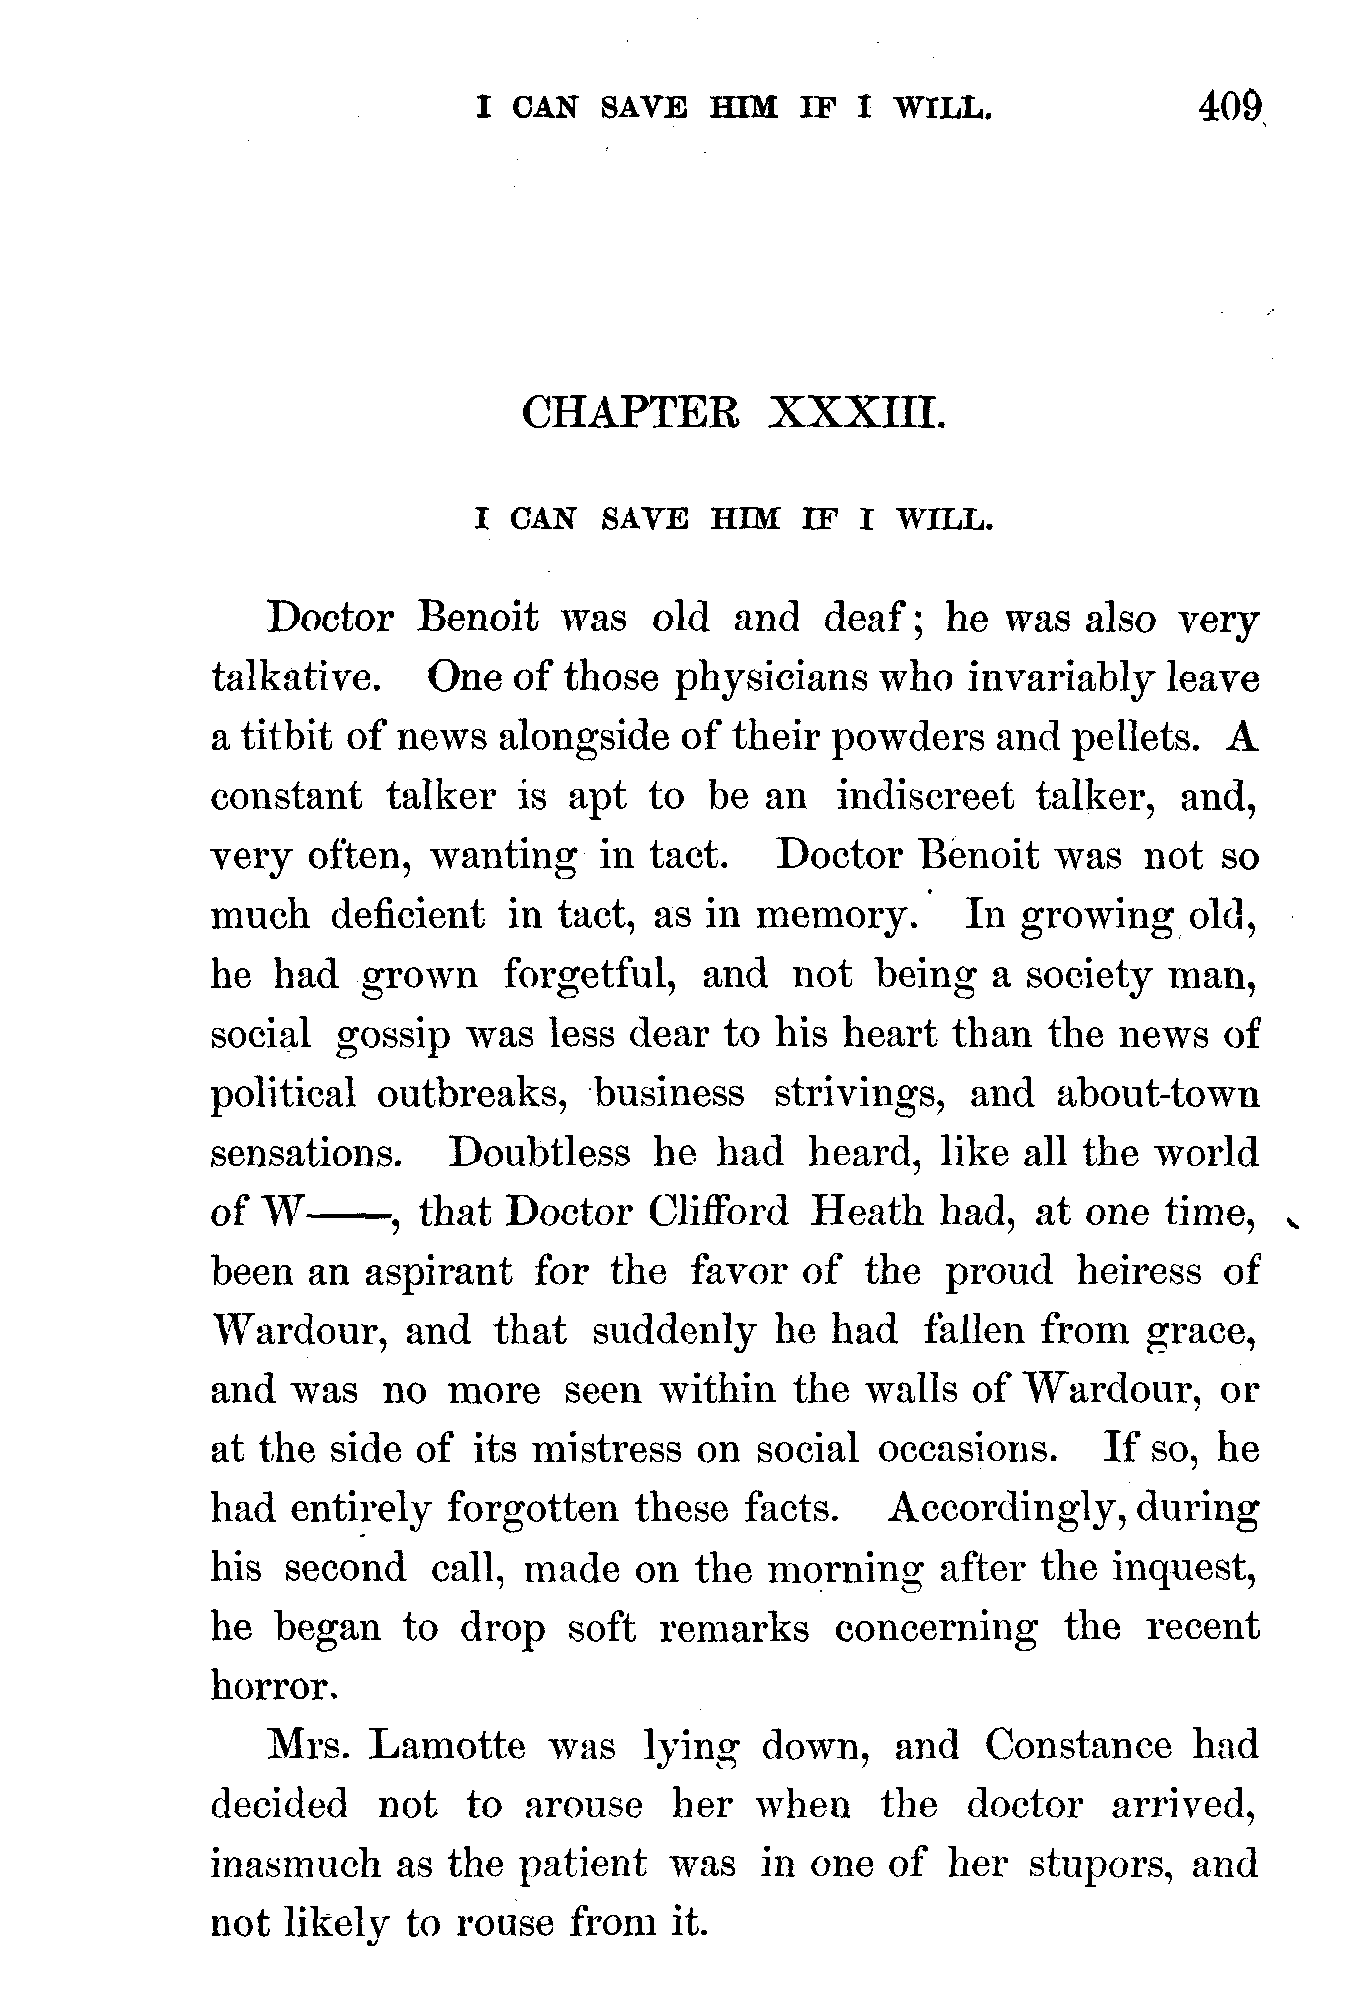 I CAN SAVE HIM IF I WILL. 409
CHAPTER XXXIII.
I CAN SAVE HIM IF I WILL.
Doctor Benoit was old and deaf; he was also very
talkative. One of those physicians who invariably leave
a titbit of news alongside of their powders and pellets. A
constant talker is apt to be an indiscreet talker, and,
very often, wanting in tact. Doctor Benoit was not so
much deficient in tact, as in memory. In growing old,
he had grown forgetful, and not being a society man,
social gossip was less dear to his heart than the news of
political outbreaks, business strivings, and about-town
sensations. Doubtless he had heard, like all the world
of W——, that Doctor Clifford Heath had, at one time,
been an aspirant for the favor of the proud heiress of
Wardour, and that suddenly he had fallen from grace,
and was no more seen within the walls of Wardour, or
at the side of its mistress on social occasions. If so, he
had entirely forgotten these facts. Accordingly, during
his second call, made on the morning after the inquest,
he began to drop soft remarks concerning the recent
horror.
Mrs. Lamotte was lying down, and Constance had
decided not to arouse her when the doctor arrived,
inasmuch as the patient was in one of her stupors, and
not likely to rouse from it.